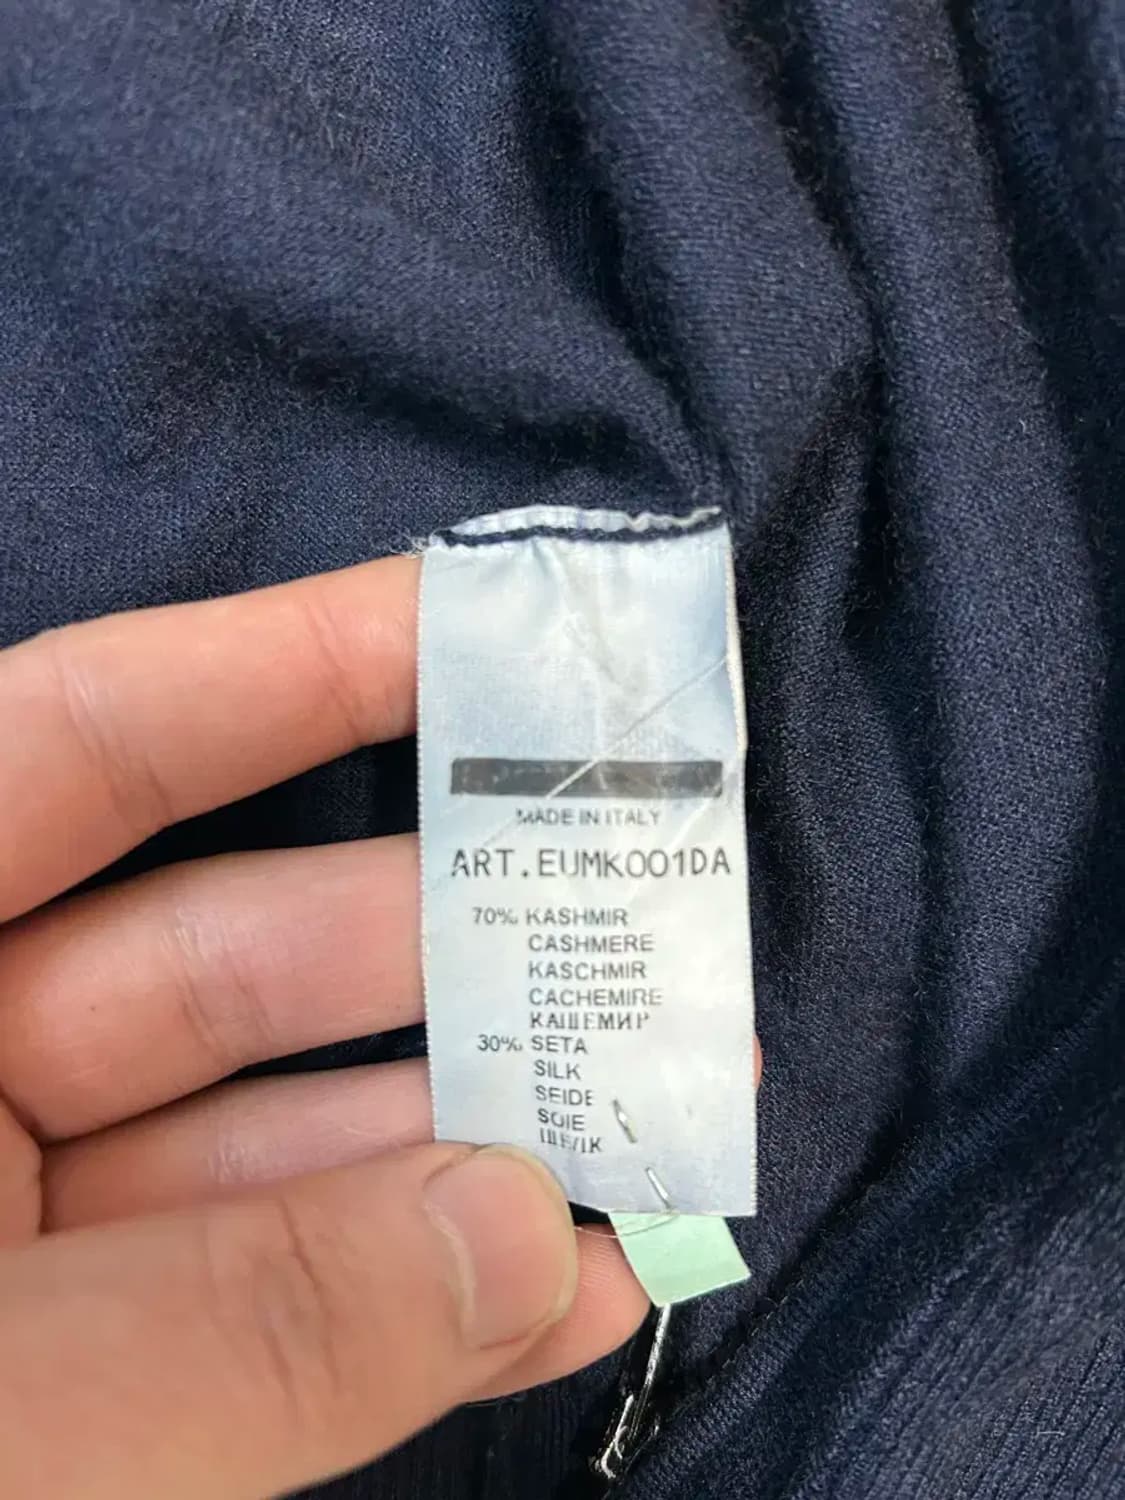 MADE IN ITALY
ART.EUMK001DA
70% KASHMIR
CASHMERE
KASCHMIR
CACHEMIRE
КАШЕМИР
30% SETA
SILK
SEIDE
SOIE